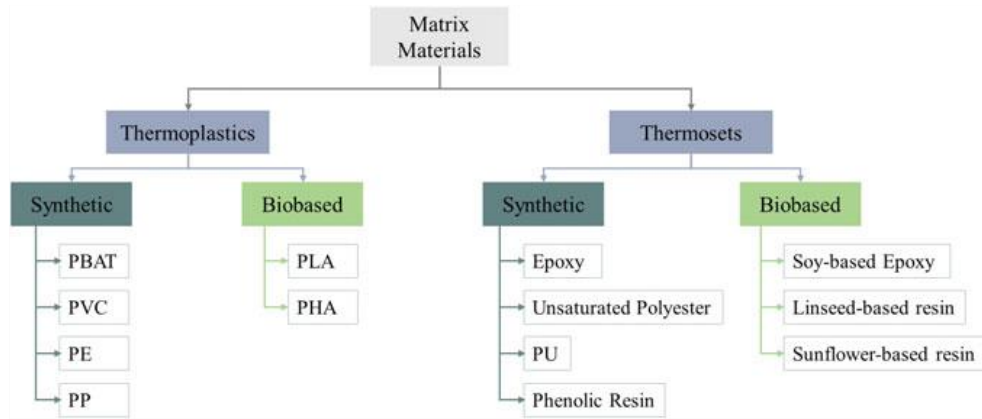 Matrix
Materials
Thermoplastics
Thermosets
Synthetic
Biobased
Synthetic
Biobased
PBAT
PLA
Epoxy
Soy-based Epoxy
PVC
PHA
Unsaturated Polyester
Linseed-based resin
PE
PU
Sunflower-based resin
PP
Phenolic Resin